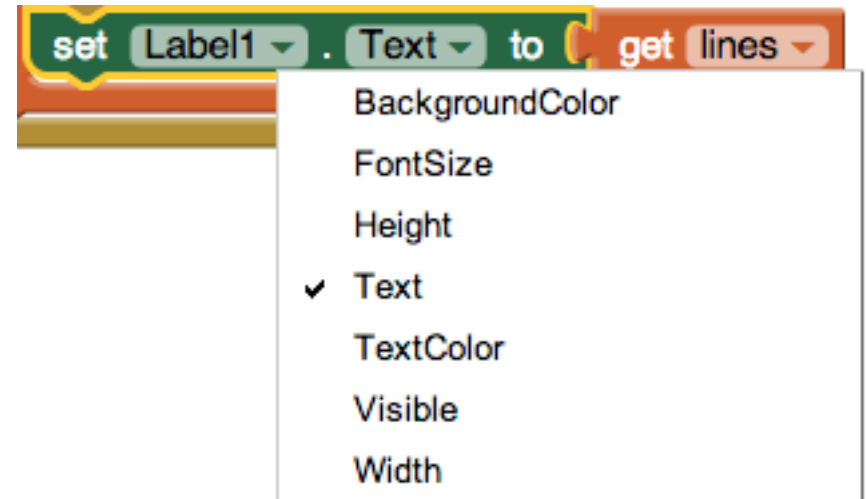 set Label1 . Text to get lines
BackgroundColor
FontSize
Height
Text
TextColor
Visible
Width